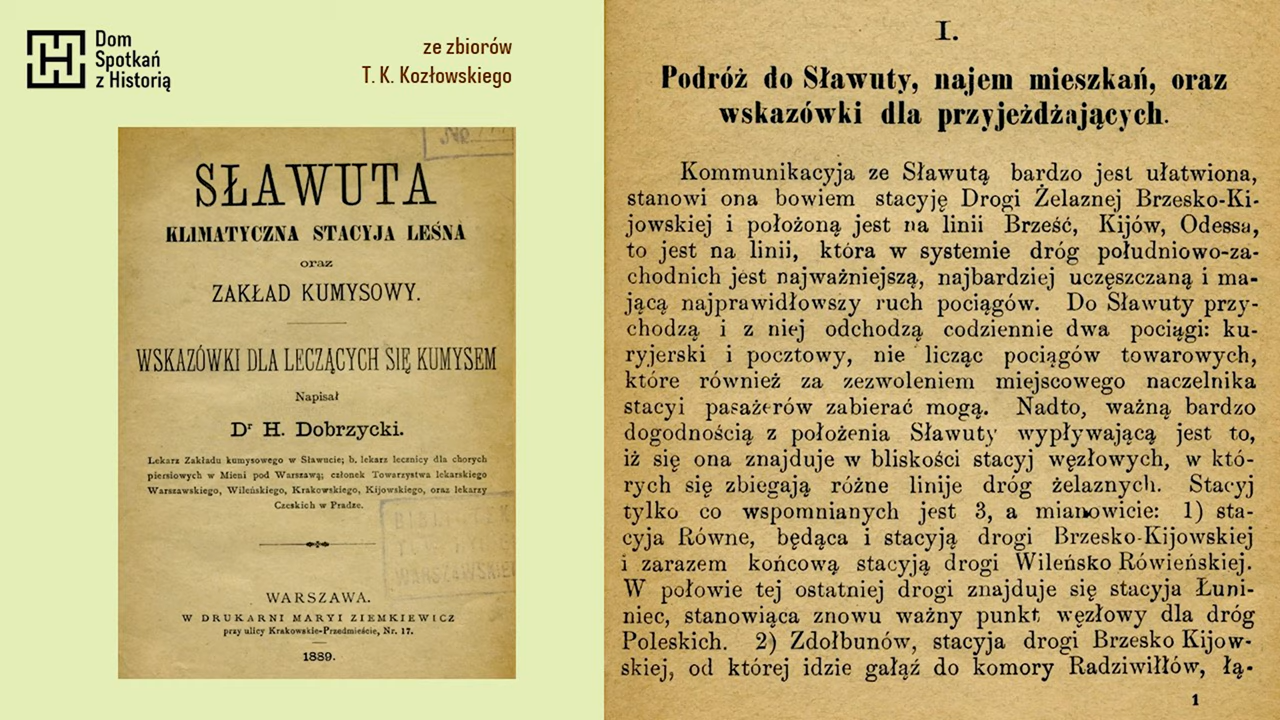 Dom
Spotkań
z Historią
ze zbiorów
T. K. Kozłowskiego
SŁAWUTA
KLIMATYCZNA STACYJA LEŚNA
oraz
ZAKŁAD KUMYSOWY.
WSKAZÓWKI DLA LECZĄCYCH SIĘ KUMYSEM
Napisał
Dr H. Dobrzycki.
Lekarz Zakładu kumysowego w Sławucie; b. lekarz lecznicy dla chorych
piersiowych w Mieni pod Warszawą; członek Towarzystwa lekarskiego
Warszawskiego, Wileńskiego, Krakowskiego, Kijowskiego, oraz lekarzy
Czeskich w Pradze.
WARSZAWA.
W DRUKARNI MARYI ZIEMKIEWICZ
przy ulicy Krakowskie-Przedmieście, Nr. 17.
1889.
I.
Podróż do Sławuty, najem mieszkań, oraz
wskazówki dla przyjeżdżających.
Kommunikacyja ze Sławutą bardzo jest ułatwiona,
stanowi ona bowiem stacyję Drogi Żelaznej Brzesko-Ki-
jowskiej i położoną jest na linii Brześć, Kijów, Odessa,
to jest na linii, która w systemie dróg południowo-za-
chodnich jest najważniejszą, najbardziej uczęszczaną i ma-
jącą najprawidłowszy ruch pociągów. Do Sławuty przy-
chodzą i z niej odchodzą codziennie dwa pociągi: ku-
ryjerski i pocztowy, nie licząc pociągów towarowych,
które również za zezwoleniem miejscowego naczelnika
stacyi pasażerów zabierać mogą. Nadto, ważną bardzo
dogodnością z położenia Sławuty wypływającą jest to,
iż się ona znajduje w bliskości stacyj węzłowych, w któ-
rych się zbiegają różne linije dróg żelaznych. Stacyj
tylko co wspomnianych jest 3, a mianowicie: 1) sta-
cyja Równe, będąca i stacyją drogi Brzesko-Kijowskiej
i zarazem końcową stacyją drogi Wileńsko Rówieńskiej.
W połowie tej ostatniej drogi znajduje się stacyja Łuni-
niec, stanowiąca znowu ważny punkt węzłowy dla dróg
Poleskich. 2) Zdołbunów, stacyja drogi Brzesko Kijow-
skiej, od której idzie gałąź do komory Radziwiłłów, łą-
1